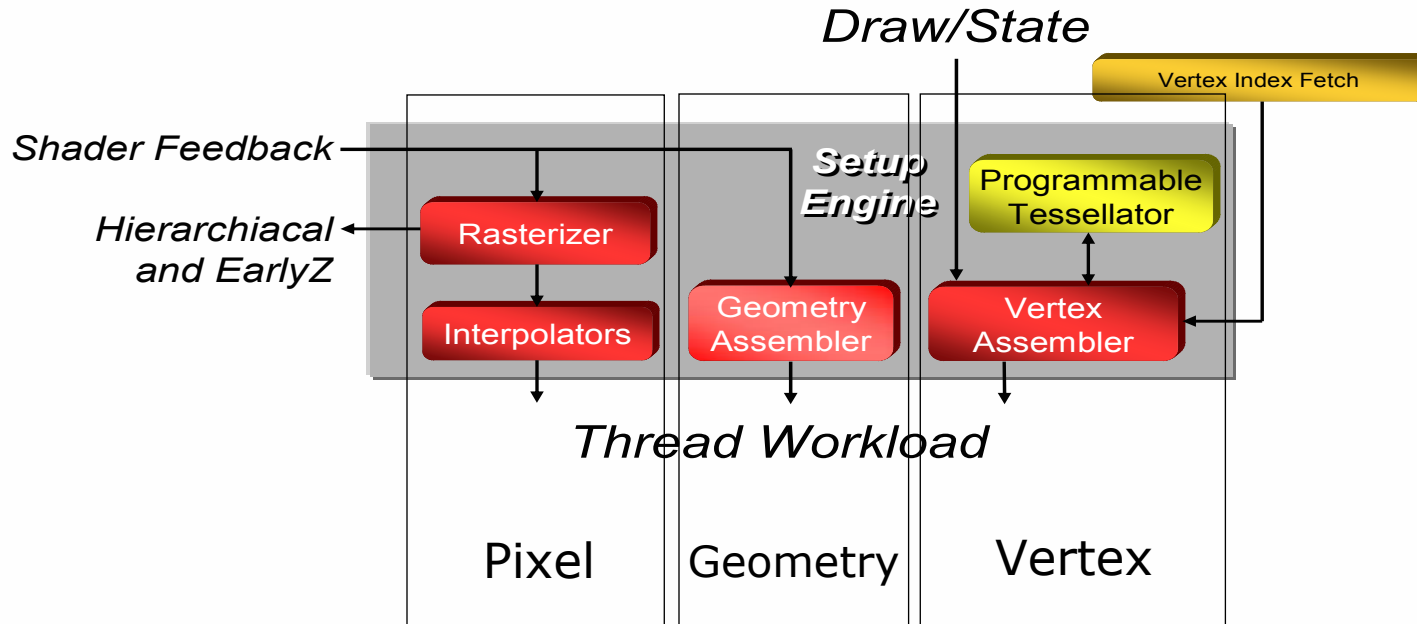 Draw/State
Vertex Index Fetch
Shader Feedback
Setup
Engine
Programmable
Tessellator
Hierarchiacal
and EarlyZ
Rasterizer
Interpolators
Geometry
Assembler
Vertex
Assembler
Thread Workload
Pixel
Geometry
Vertex